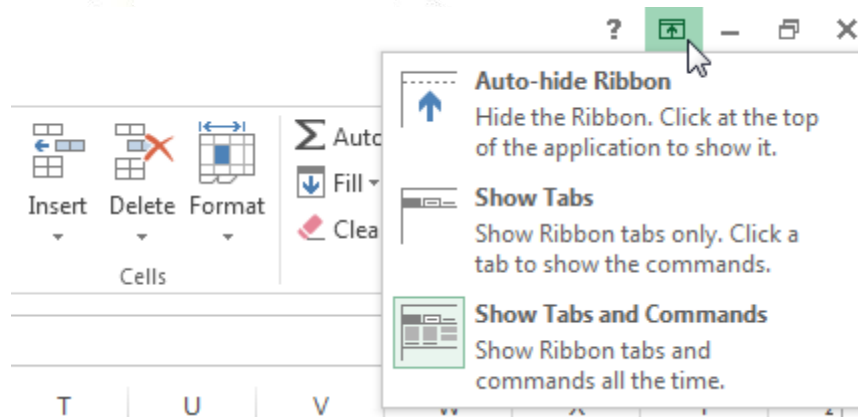 ?
Auto-hide Ribbon
Hide the Ribbon. Click at the top
of the application to show it.
Show Tabs
Show Ribbon tabs only. Click a
tab to show the commands.
Show Tabs and Commands
Show Ribbon tabs and
commands all the time.
Insert Delete Format
Cells
Σ Auto
Fill
Clea
T U V W X Y Z